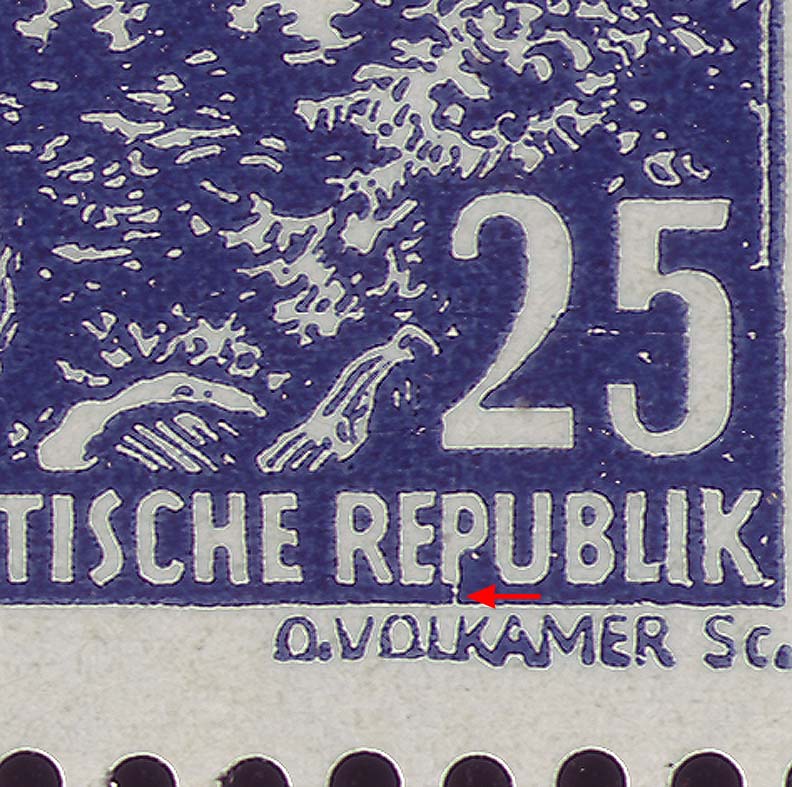 25
TISCHE REPUBLIK
O.VOLKAMER Sc.